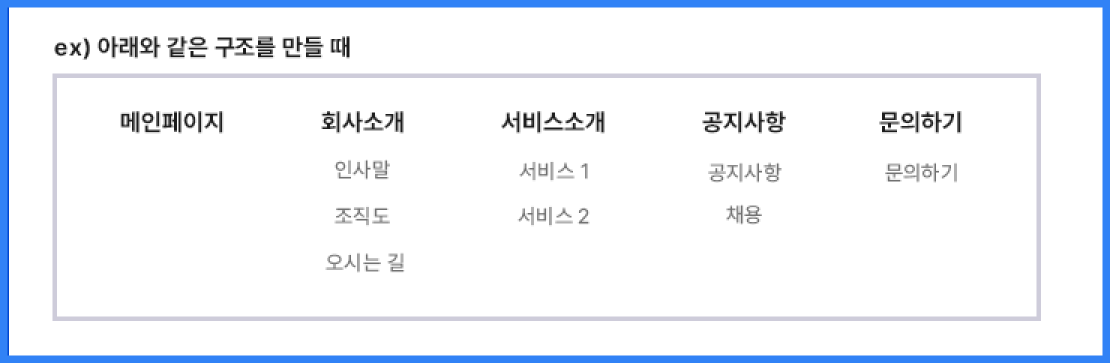 ex) 아래와 같은 구조를 만들 때
메인페이지 회사소개 서비스소개 공지사항 문의하기
인사말 서비스 1 공지사항 문의하기
조직도 서비스 2 채용
오시는 길